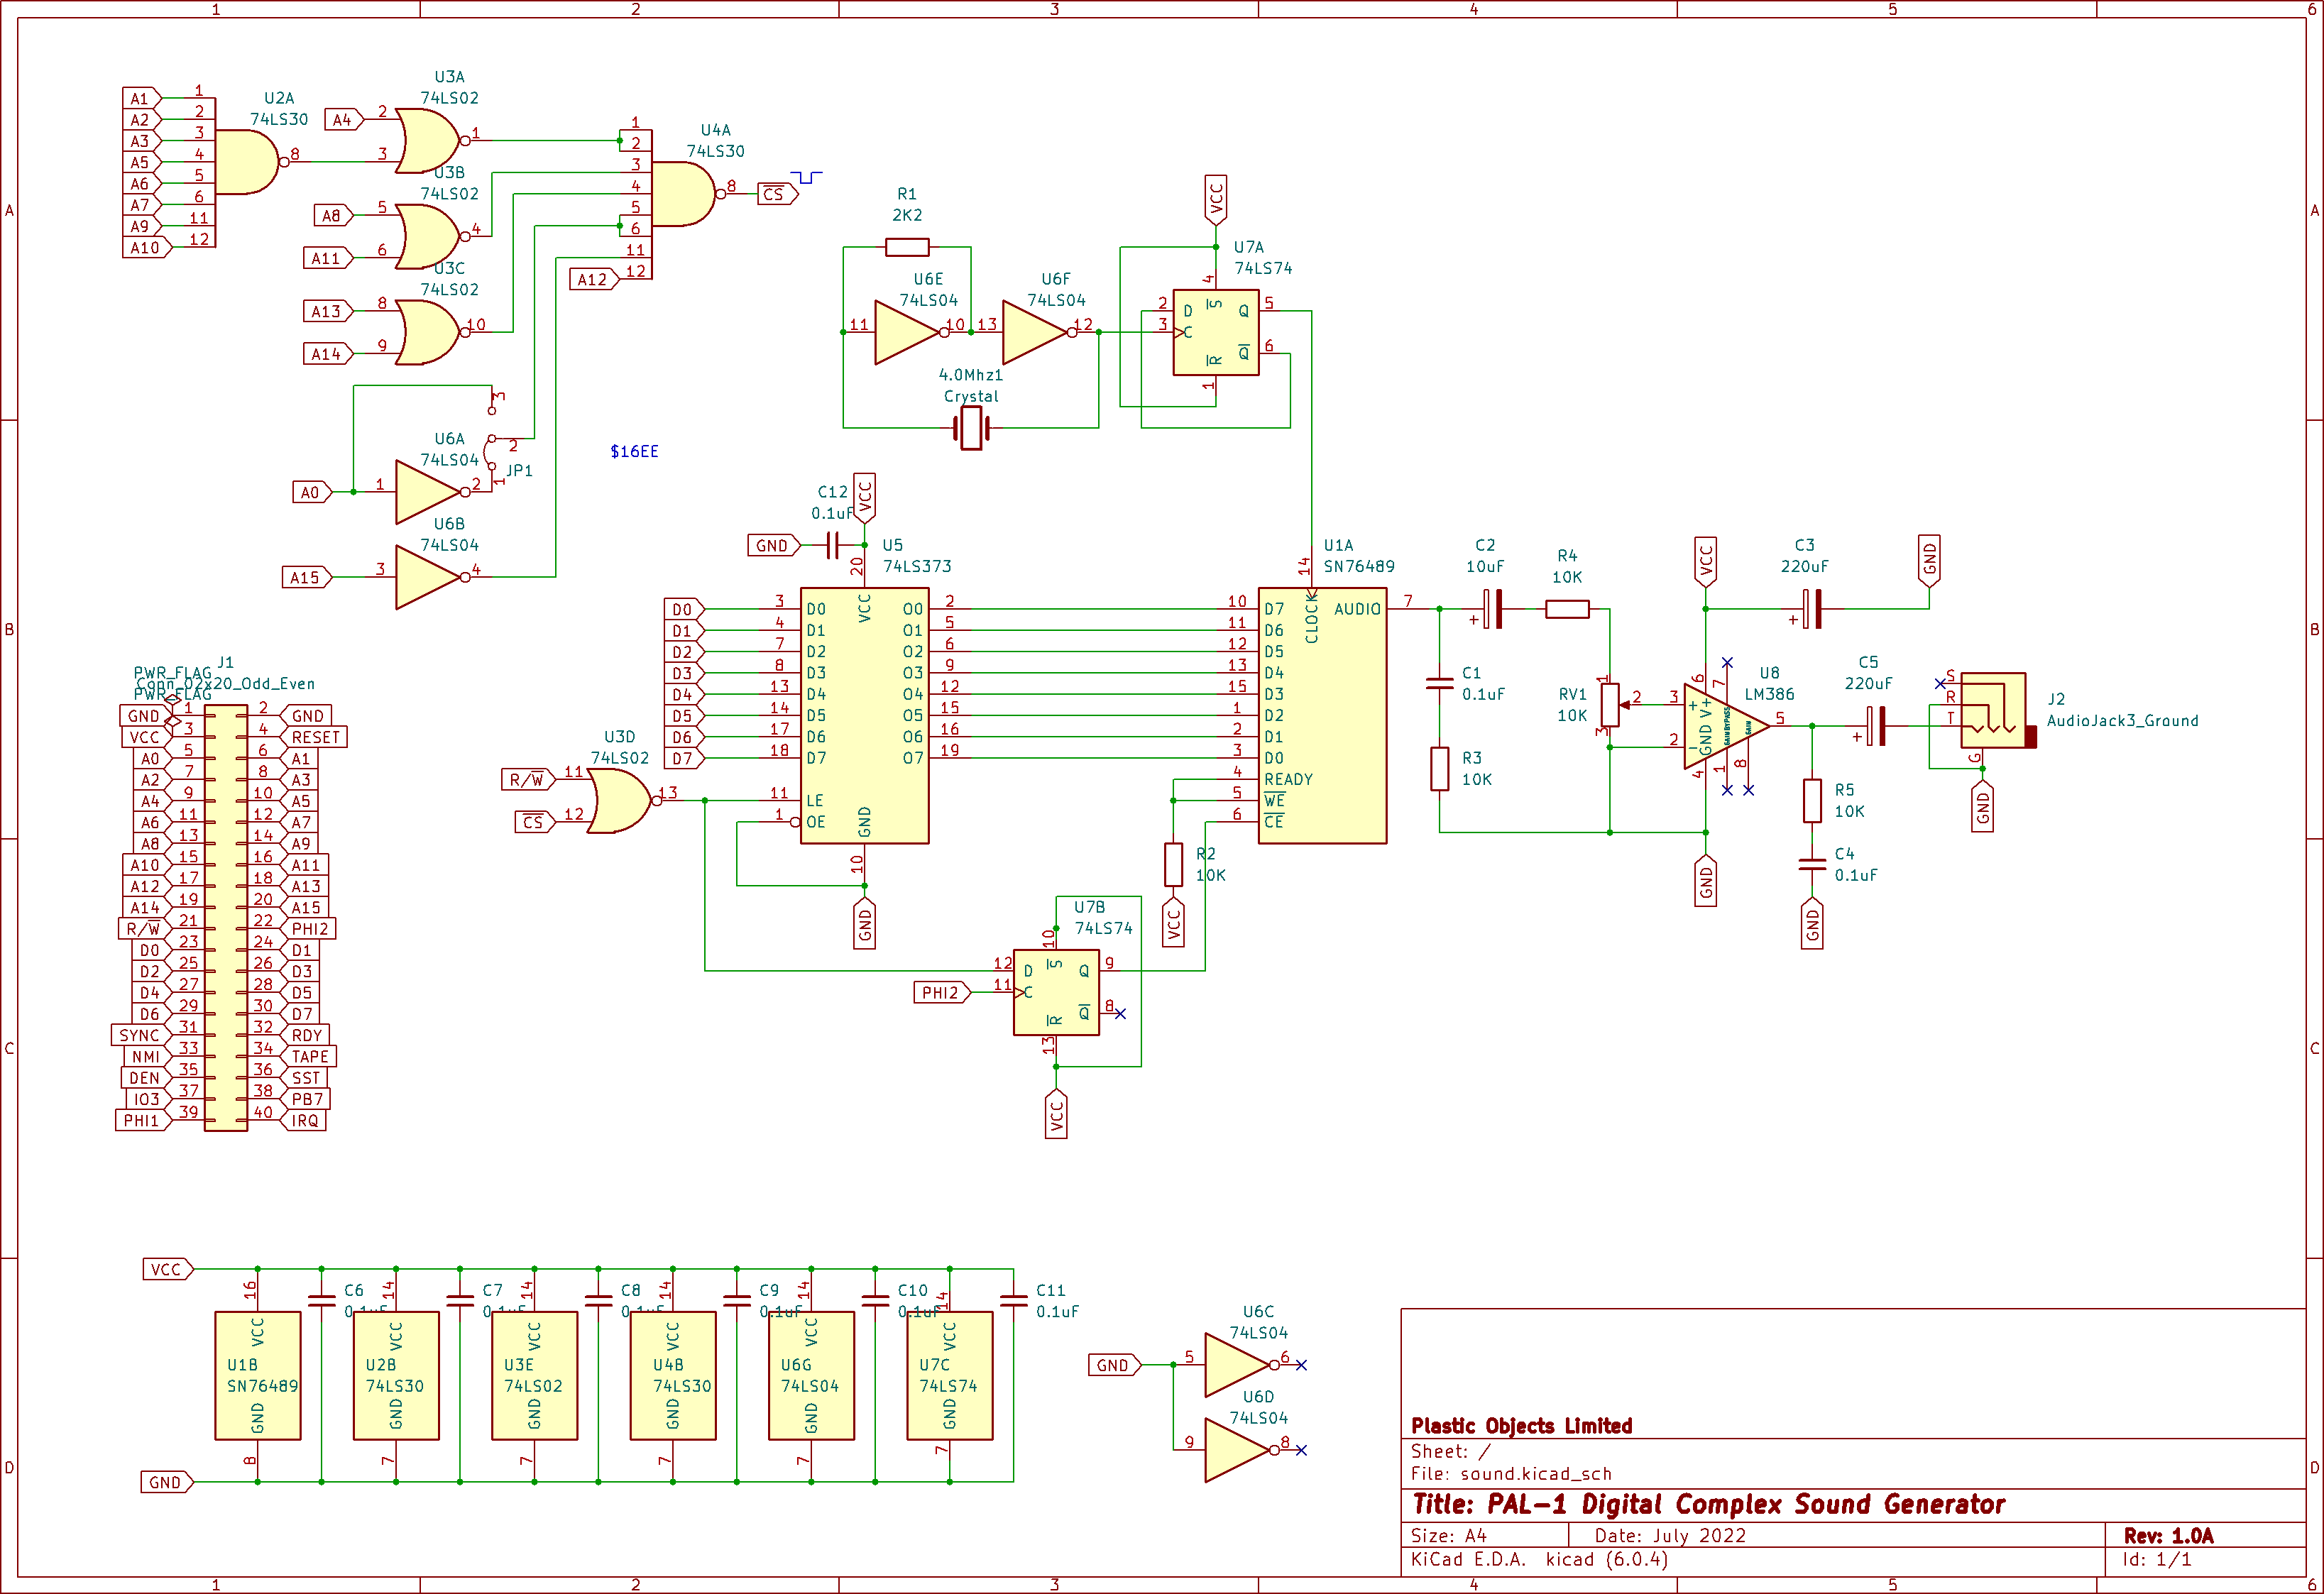 1 2 3 4 5 6
A
B
C
D
U2A
74LS30
A1 1
A2 2
A3 3
A5 4
A6 5
A7 6
A9 11
A10 12
8
U3A
74LS02
A4 2
3
1
U3B
74LS02
A8 5
A11 6
4
U3C
74LS02
A13 8
A14 9
10
U4A
74LS30
1
2
3
4
5
6
11
A12 12
8
CS
U6A
74LS04
A0 1
2
3
2
1
JP1
U6B
74LS04
A15 3
4
$16EE
R1
2K2
U6E
74LS04
11 10
U6F
74LS04
13 12
4.0Mhz1
Crystal
VCC
U7A
74LS74
4
2 D S Q 5
3 C
R Q 6
1
C12
0.1uF
VCC
GND
U5
74LS373
20
VCC
D0 3 D0 O0 2
D1 4 D1 O1 5
D2 7 D2 O2 6
D3 8 D3 O3 9
D4 13 D4 O4 12
D5 14 D5 O5 15
D6 17 D6 O6 16
D7 18 D7 O7 19
11 LE
1 OE
GND
10
GND
U3D
74LS02
R/W 11
CS 12
13
U1A
SN76489
14
CLOCK
10 D7 AUDIO 7
11 D6
12 D5
13 D4
15 D3
1 D2
2 D1
3 D0
4 READY
5 WE
6 CE
R2
10K
VCC
U7B
74LS74
10
12 D S Q 9
PHI2 11 C
R Q 8
13
VCC
C2
10uF
+
R4
10K
C1
0.1uF
R3
10K
RV1
10K
1
2
3
VCC
C3
220uF
+
GND
U8
LM386
6 7
3 +
2 -
GND V+
BYPASS
GAIN
GAIN
5
4 1 8
GND
C5
220uF
+
R5
10K
C4
0.1uF
GND
J2
AudioJack3_Ground
S
R
T
G
GND
J1
PWR_FLAG
Conn_02x20_Odd_Even
PWR_FLAG
GND 1 2 GND
VCC 3 4 RESET
A0 5 6 A1
A2 7 8 A3
A4 9 10 A5
A6 11 12 A7
A8 13 14 A9
A10 15 16 A11
A12 17 18 A13
A14 19 20 A15
R/W 21 22 PHI2
D0 23 24 D1
D2 25 26 D3
D4 27 28 D5
D6 29 30 D7
SYNC 31 32 RDY
NMI 33 34 TAPE
DEN 35 36 SST
IO3 37 38 PB7
PHI1 39 40 IRQ
VCC
16 C6 14 C7 14 C8 14 C9 14 C10 14 C11
0.1uF 0.1uF 0.1uF 0.1uF 0.1uF 0.1uF
VCC VCC VCC VCC VCC VCC
U1B U2B U3E U4B U6G U7C
SN76489 74LS30 74LS02 74LS30 74LS04 74LS74
GND GND GND GND GND GND
8 7 7 7 7 7
GND
U6C
74LS04
GND 5 6
U6D
74LS04
9 8
Plastic Objects Limited
Sheet: /
File: sound.kicad_sch
Title: PAL-1 Digital Complex Sound Generator
Size: A4 Date: July 2022 Rev: 1.0A
KiCad E.D.A. kicad (6.0.4) Id: 1/1
A
B
C
D
1 2 3 4 5 6